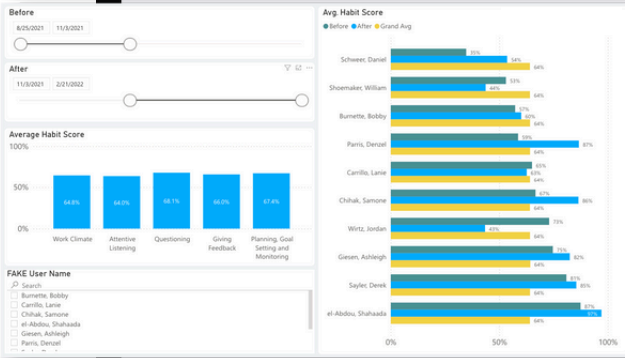 Before
8/25/2021 11/3/2021
After
11/3/2021 2/21/2022
Average Habit Score
100%
50%
0%
64.8% 64.0% 68.1% 66.0% 67.4%
Work Climate
Attentive
Listening
Questioning
Giving
Feedback
Planning, Goal
Setting and
Monitoring
FAKE User Name
Search
Burnette, Bobby
Carrillo, Lanie
Chihak, Samone
el-Abdou, Shahaada
Giesen, Ashleigh
Parris, Denzel
Avg. Habit Score
Before After Grand Avg
Schweer, Daniel
35%
54%
64%
Shoemaker, William
53%
44%
64%
Burnette, Bobby
57%
60%
64%
Parris, Denzel
59%
87%
64%
Carrillo, Lanie
65%
63%
64%
Chihak, Samone
67%
86%
64%
Wirtz, Jordan
73%
43%
64%
Giesen, Ashleigh
75%
82%
64%
Sayler, Derek
81%
85%
64%
el-Abdou, Shahaada
87%
97%
64%
0% 50% 100%